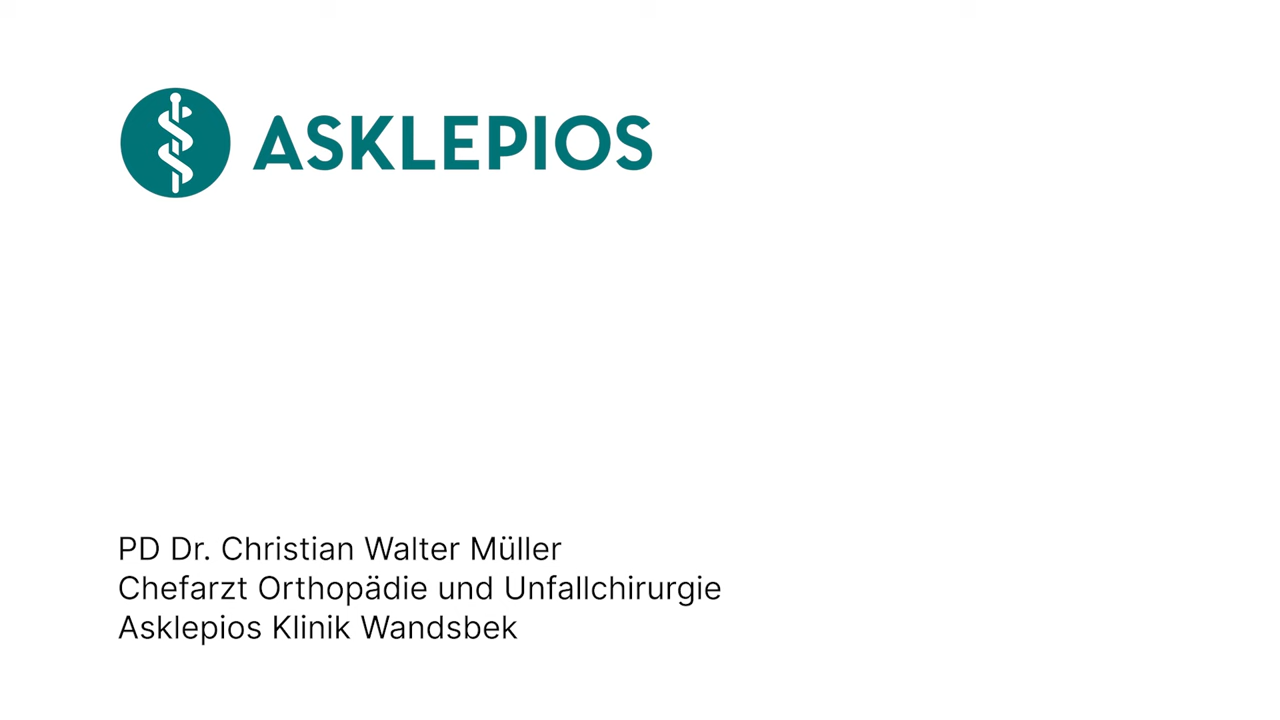 ASKLEPIOS
PD Dr. Christian Walter Müller
Chefarzt Orthopädie und Unfallchirurgie
Asklepios Klinik Wandsbek